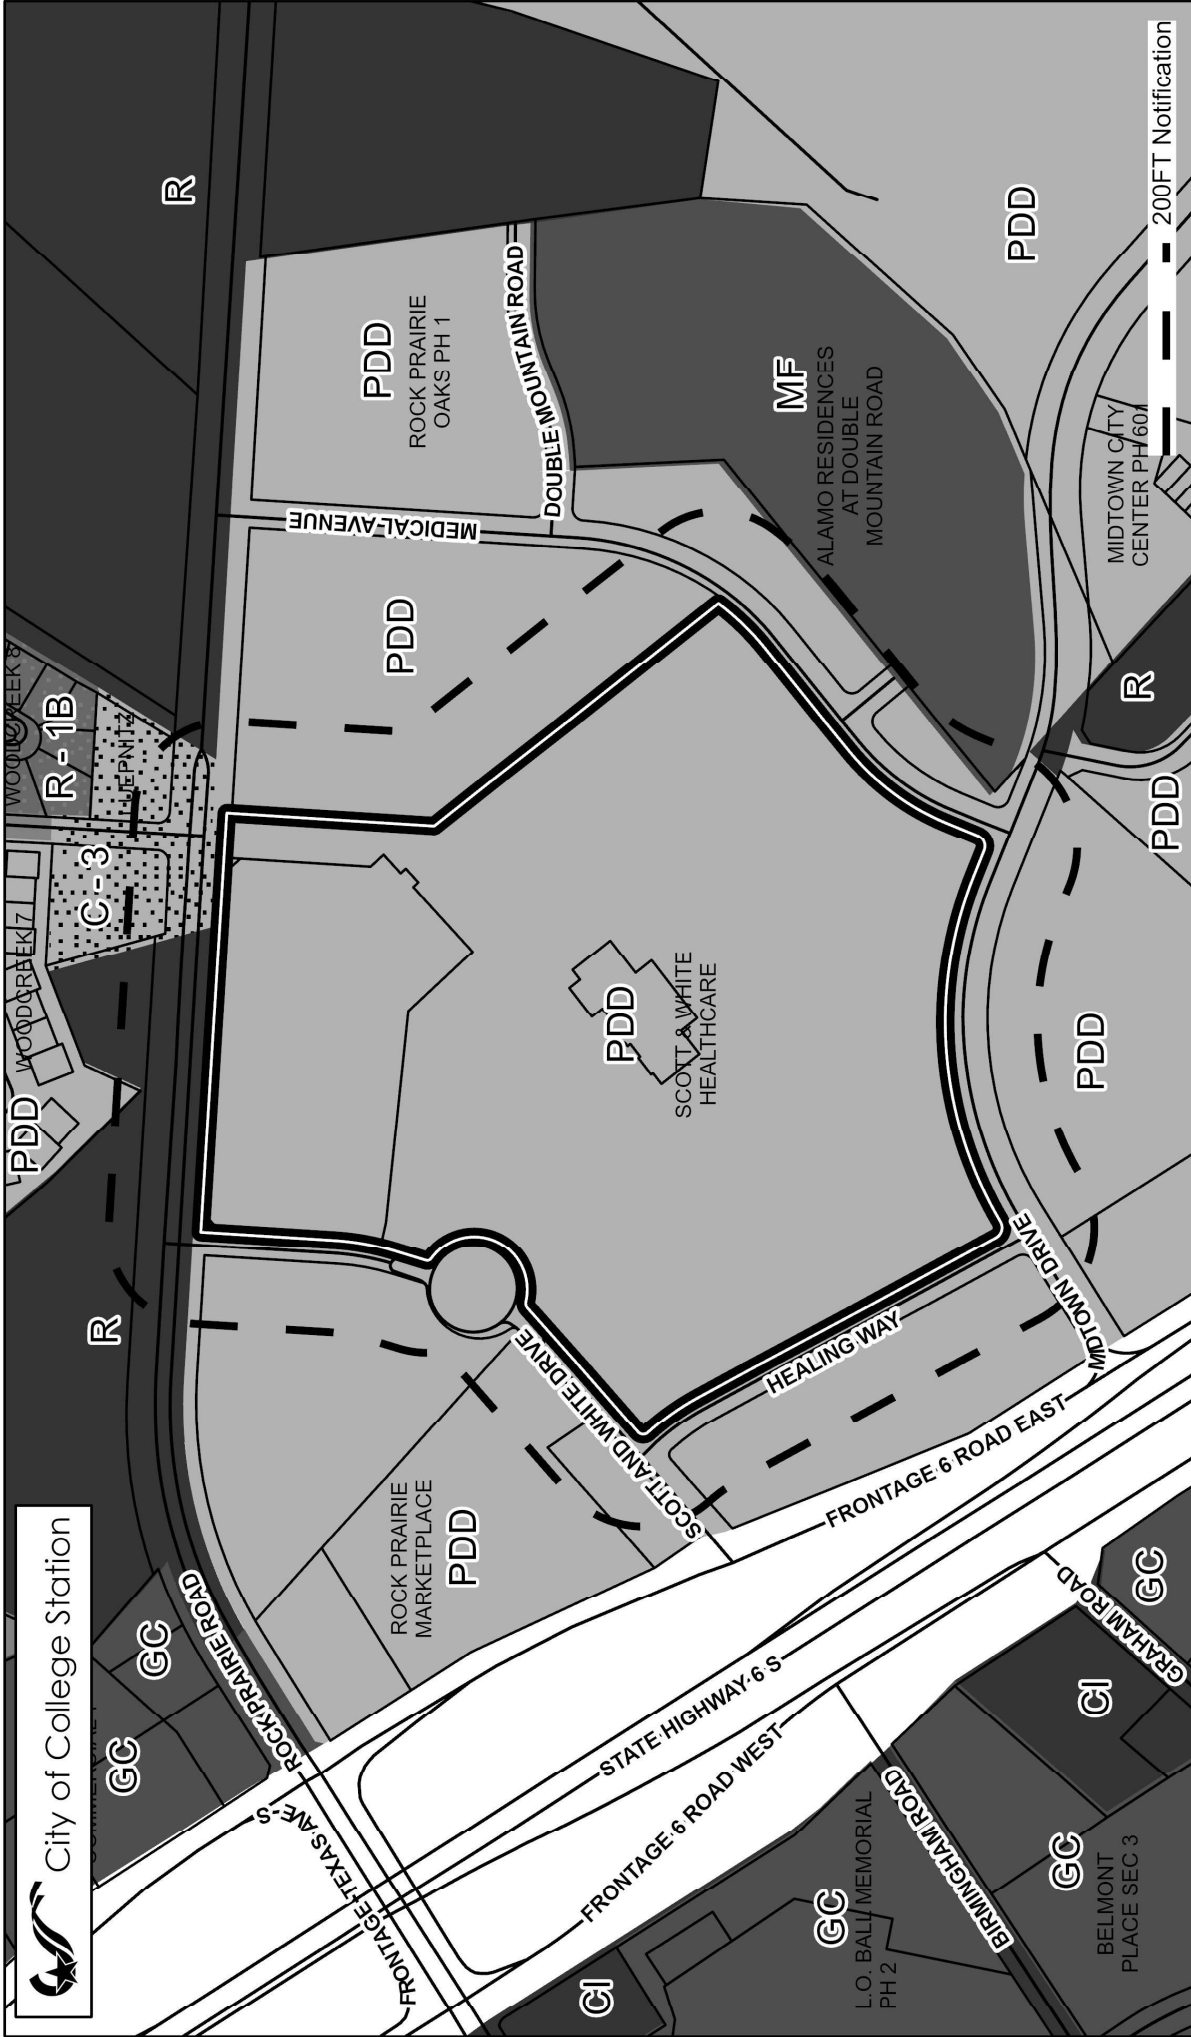 City of College Station
WOODCREEK 8
R - 1B
C - 3
WOODCREEK 7
PDD
R
R
GC
GC
ROCK PRAIRIE ROAD
FRONTAGE-TEXAS AVE-S
PDD
ROCK PRAIRIE
OAKS PH 1
MEDICAL AVENUE
DOUBLE MOUNTAIN ROAD
PDD
MF
ALAMO RESIDENCES
AT DOUBLE
MOUNTAIN ROAD
PDD
SCOTT & WHITE
HEALTHCARE
ROCK PRAIRIE
MARKETPLACE
PDD
SCOTT AND WHITE DRIVE
HEALING WAY
MIDTOWN DRIVE
FRONTAGE 6 ROAD EAST
STATE HIGHWAY 6 S
FRONTAGE 6 ROAD WEST
CI
GC
L.O. BALL MEMORIAL
PH 2
BIRMINGHAM ROAD
GC
BELMONT
PLACE SEC 3
CI
GRAHAM ROAD
GC
PDD
PDD
R
PDD
MIDTOWN CITY
CENTER PH 601
200FT Notification